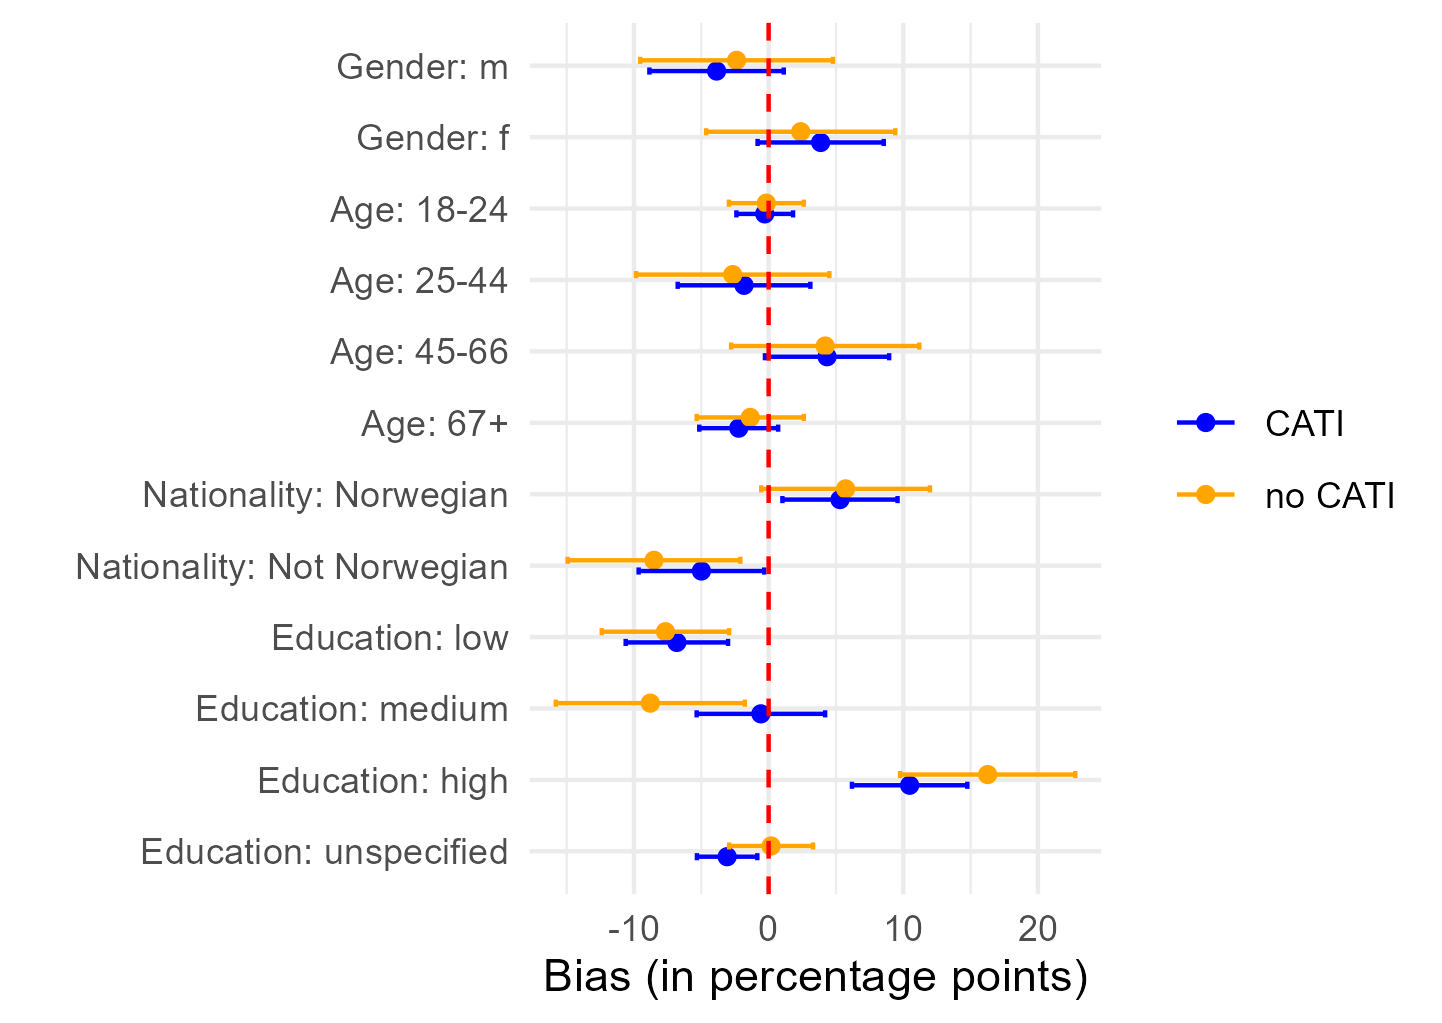 Gender: m
Gender: f
Age: 18-24
Age: 25-44
Age: 45-66
Age: 67+
Nationality: Norwegian
Nationality: Not Norwegian
Education: low
Education: medium
Education: high
Education: unspecified
-10 0 10 20
Bias (in percentage points)
CATI
no CATI